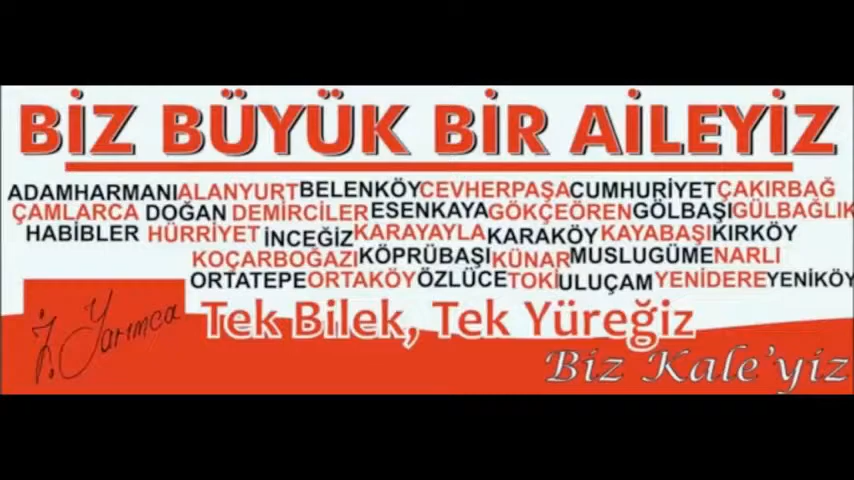 BİZ BÜYÜK BİR AİLEYİZ
ADAMHARMANI ALANYURT BELENKÖY CEVHERPAŞA CUMHURİYET ÇAKIRBAĞ
ÇAMLARCA DOĞAN DEMİRCİLER ESENKAYA GÖKÇEÖREN GÖLBAŞI GÜLBAĞLIK
HABİBLER HÜRRİYET İNCEĞİZ KARAYAYLA KARAKÖY KAYABAŞI KIRKÖY
KOÇARBOĞAZI KÖPRÜBAŞI KÜNAR MUSLUGÜME NARLI
ORTATEPE ORTAKÖY ÖZLÜCE TOKİ ULUÇAM YENİDERE YENİKÖY
Tek Bilek, Tek Yüreğiz
İ. Yarımca
Biz Kale'yiz